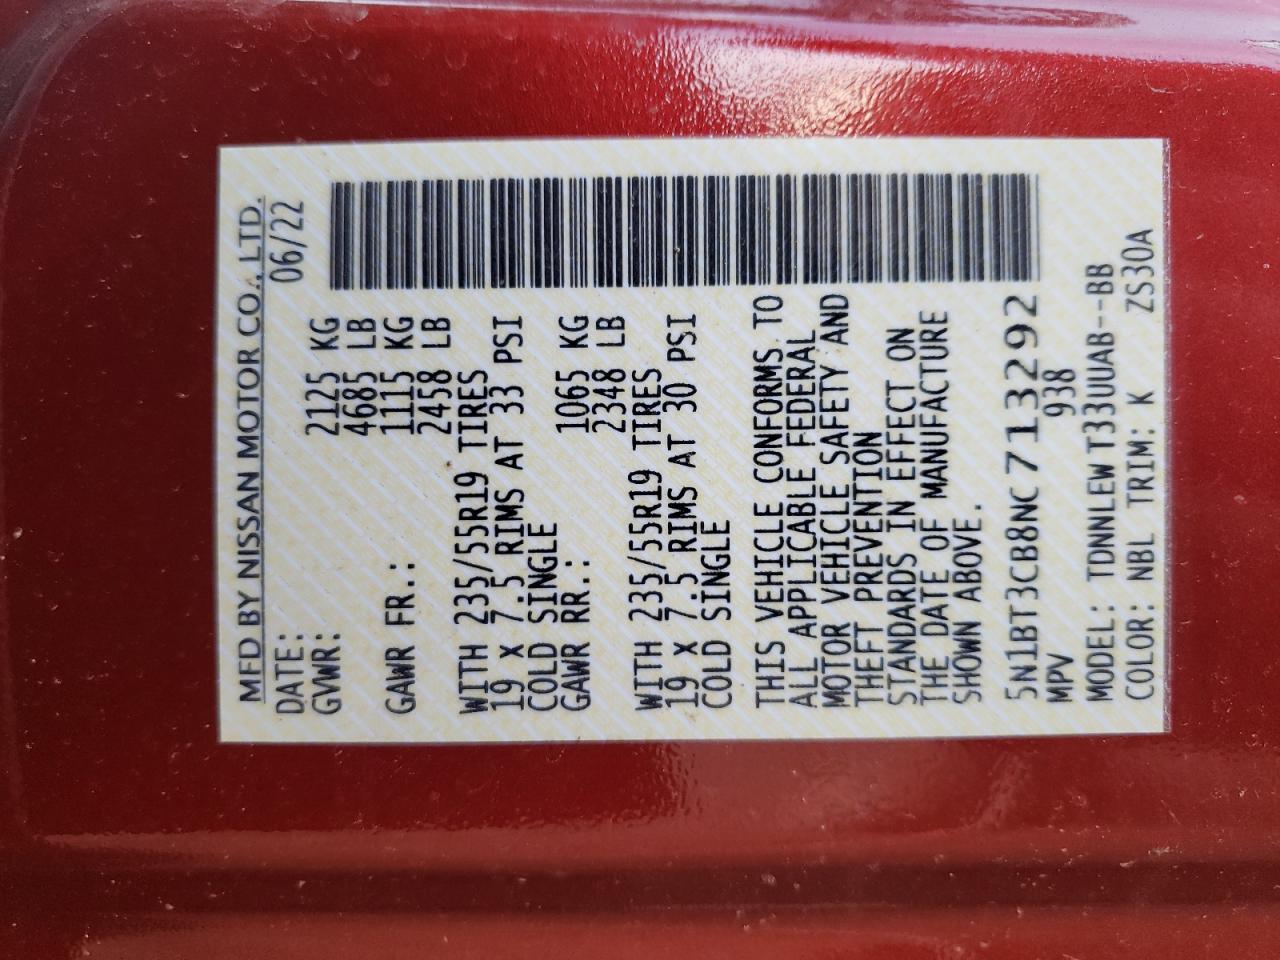 MFD BY NISSAN MOTOR CO., LTD.
DATE: 06/22
GVWR: 2125 KG
4685 LB
GAWR FR.: 1115 KG
2458 LB
WITH 235/55R19 TIRES
19 x 7.5 RIMS AT 33 PSI
COLD SINGLE
GAWR RR.: 1065 KG
2348 LB
WITH 235/55R19 TIRES
19 x 7.5 RIMS AT 30 PSI
COLD SINGLE
THIS VEHICLE CONFORMS TO
ALL APPLICABLE FEDERAL
MOTOR VEHICLE SAFETY AND
THEFT PREVENTION
STANDARDS IN EFFECT ON
THE DATE OF MANUFACTURE
SHOWN ABOVE.
5N1BT3CB8NC713292
MPV 938
MODEL: TDNNLEW T33UUAB--BB
COLOR: NBL TRIM: K ZS30A